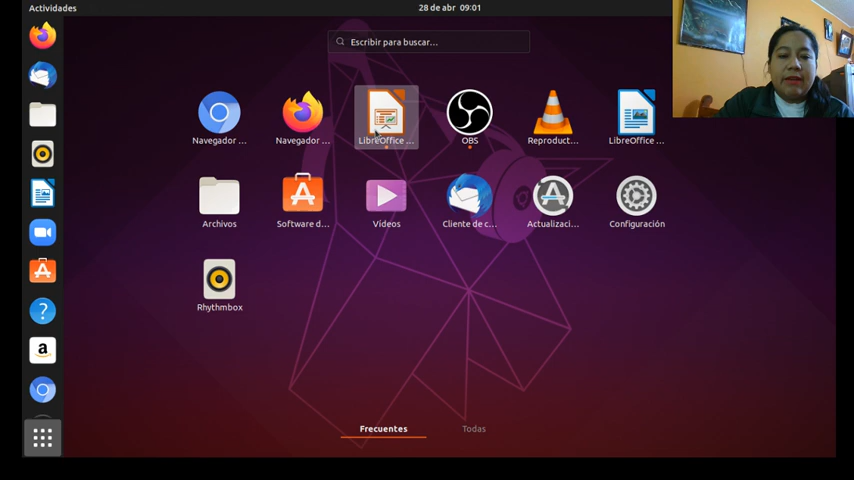 Actividades
28 de abr 09:01
Escribir para buscar...
Navegador ...
Navegador ...
LibreOffice ...
OBS
Reproduct...
LibreOffice ...
Archivos
Software d...
Vídeos
Cliente de c...
Actualizaci...
Configuración
Rhythmbox
Frecuentes
Todas